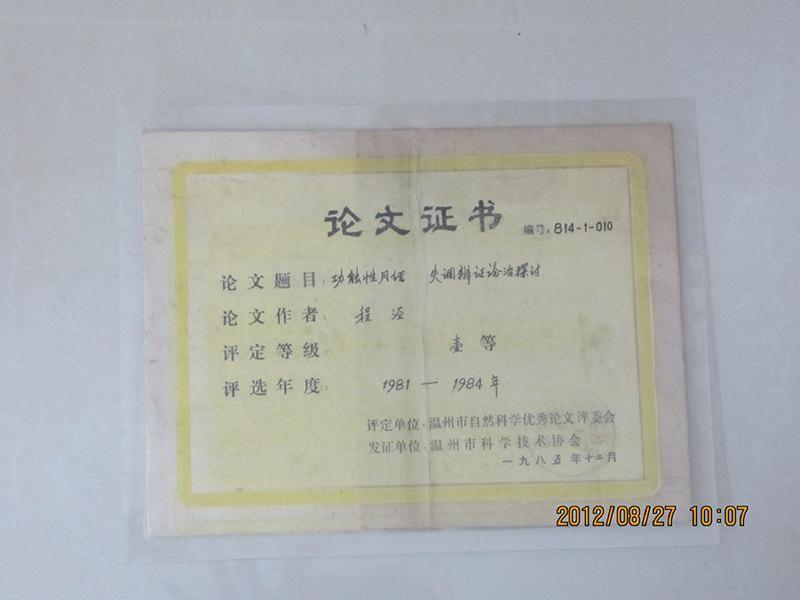 论文证书
编号：814-1-010
论文题目：功能性月经 失调辨证论治探讨
论文作者：程泾
评定等级： 壹等
评选年度： 1981 — 1984年
评定单位：温州市自然科学优秀论文评委会
发证单位：温州市科学技术协会
一九八五年十二月
2012/08/27 10:07